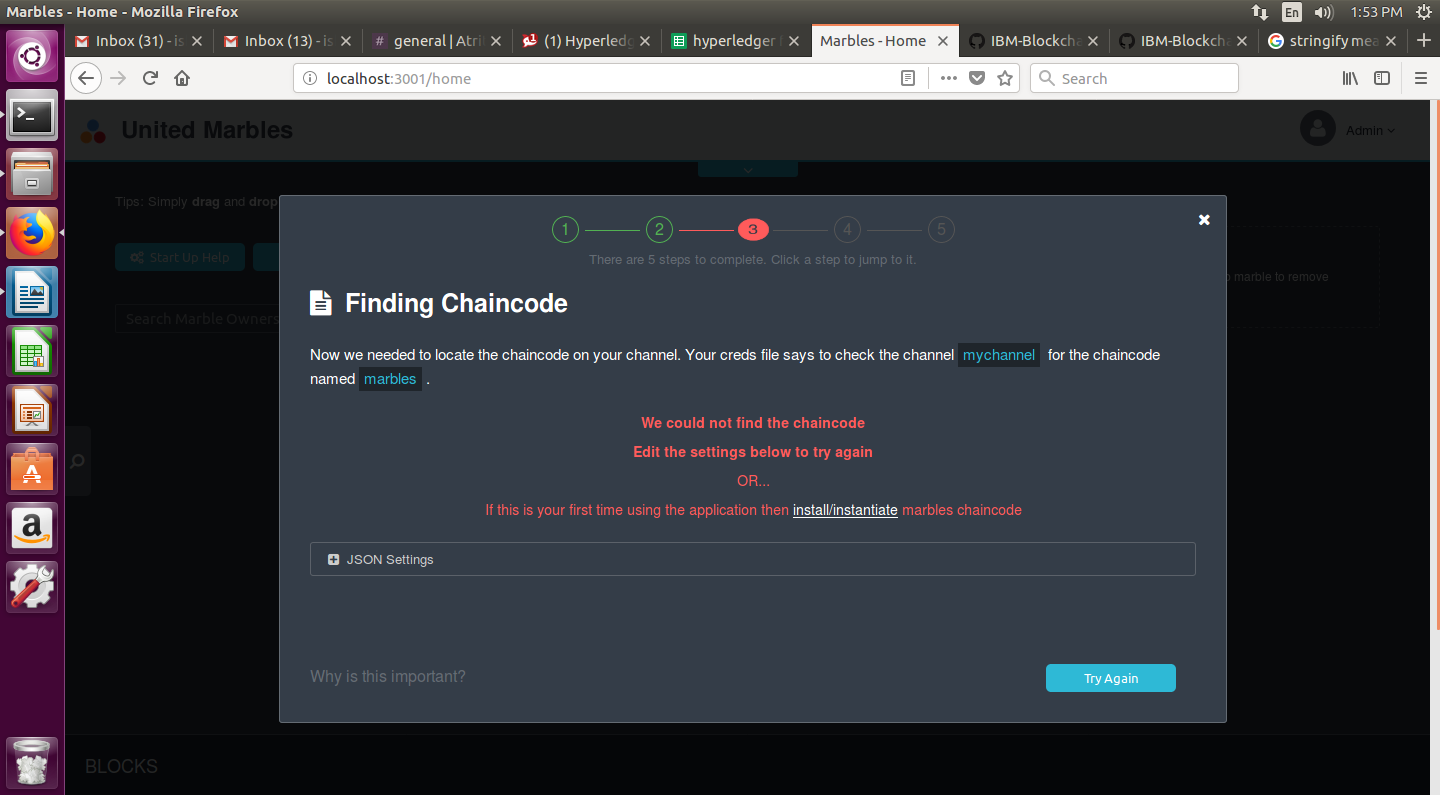 Marbles - Home - Mozilla Firefox
En
1:53 PM
Inbox (31) - is
Inbox (13) - is
general | Atri
(1) Hyperledg
hyperledger
Marbles - Home
IBM-Blockcha
IBM-Blockcha
stringify mea
localhost:3001/home
Search
United Marbles
Admin
Tips: Simply drag and drop
Start Up Help
marble to remove
Search Marble Owners
1
2
3
4
5
There are 5 steps to complete. Click a step to jump to it.
Finding Chaincode
Now we needed to locate the chaincode on your channel. Your creds file says to check the channel mychannel for the chaincode
named marbles .
We could not find the chaincode
Edit the settings below to try again
OR...
If this is your first time using the application then install/instantiate marbles chaincode
JSON Settings
Why is this important?
Try Again
BLOCKS